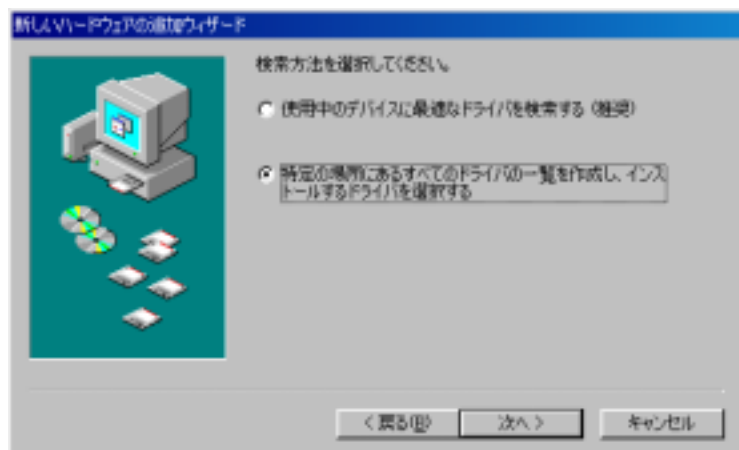 新しいハードウェアの追加ウィザード
検索方法を選択してください。
使用中のデバイスに最適なドライバを検索する (推奨)
特定の場所にあるすべてのドライバの一覧を作成し、インス
トールするドライバを選択する
< 戻る(B)
次へ >
キャンセル